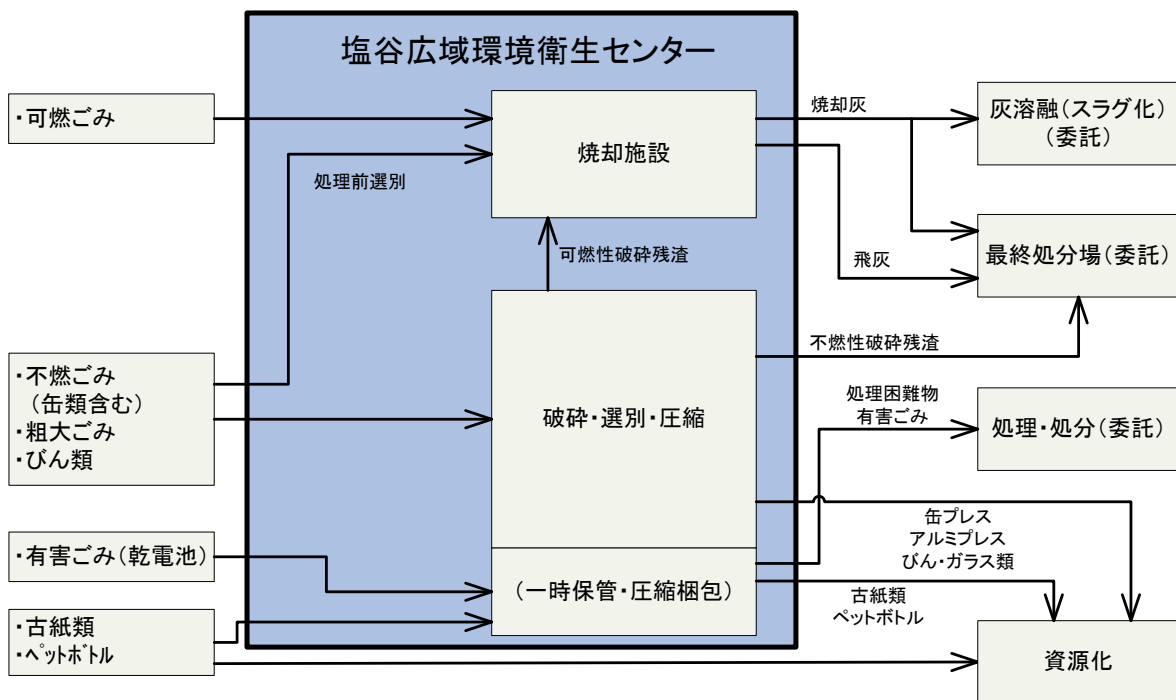 塩谷広域環境衛生センター
・可燃ごみ
処理前選別
焼却施設
焼却灰
灰溶融(スラグ化)
(委託)
可燃性破砕残渣
飛灰
最終処分場(委託)
不燃性破砕残渣
・不燃ごみ
(缶類含む)
・粗大ごみ
・びん類
破砕・選別・圧縮
処理困難物
有害ごみ
処理・処分(委託)
缶プレス
アルミプレス
びん・ガラス類
・有害ごみ(乾電池)
(一時保管・圧縮梱包)
古紙類
ペットボトル
・古紙類
・ペットボトル
資源化